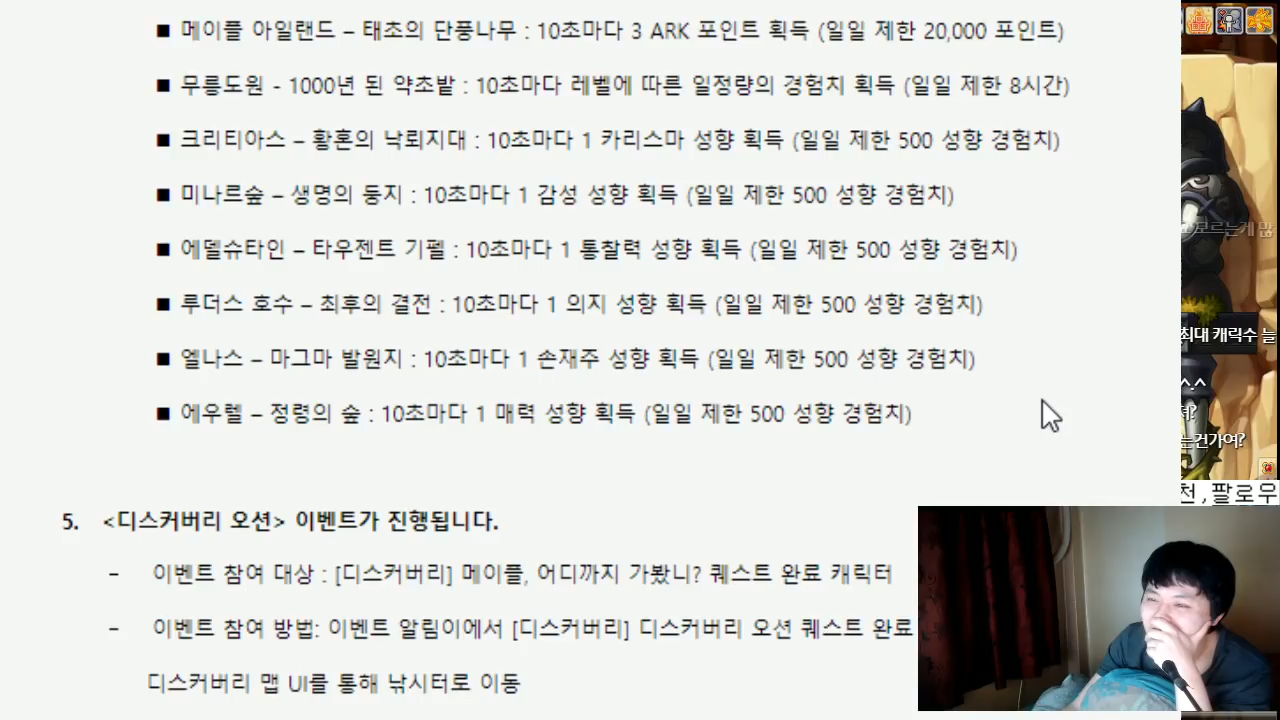 ■ 메이플 아일랜드 – 태초의 단풍나무 : 10초마다 3 ARK 포인트 획득 (일일 제한 20,000 포인트)
■ 무릉도원 - 1000년 된 약초밭 : 10초마다 레벨에 따른 일정량의 경험치 획득 (일일 제한 8시간)
■ 크리티아스 – 황혼의 낙뢰지대 : 10초마다 1 카리스마 성향 획득 (일일 제한 500 성향 경험치)
■ 미나르숲 – 생명의 둥지 : 10초마다 1 감성 성향 획득 (일일 제한 500 성향 경험치)
■ 에델슈타인 – 타우젠트 기펠 : 10초마다 1 통찰력 성향 획득 (일일 제한 500 성향 경험치)
모르는게 많
■ 루더스 호수 – 최후의 결전 : 10초마다 1 의지 성향 획득 (일일 제한 500 성향 경험치)
최대 캐릭수 늘
■ 엘나스 – 마그마 발원지 : 10초마다 1 손재주 성향 획득 (일일 제한 500 성향 경험치)
^.^
■ 에우렐 – 정령의 숲 : 10초마다 1 매력 성향 획득 (일일 제한 500 성향 경험치)
는건가여?
천,팔로우
5. <디스커버리 오션> 이벤트가 진행됩니다.
– 이벤트 참여 대상 : [디스커버리] 메이플, 어디까지 가봤니? 퀘스트 완료 캐릭터
– 이벤트 참여 방법: 이벤트 알림이에서 [디스커버리] 디스커버리 오션 퀘스트 완료
디스커버리 맵 UI를 통해 낚시터로 이동